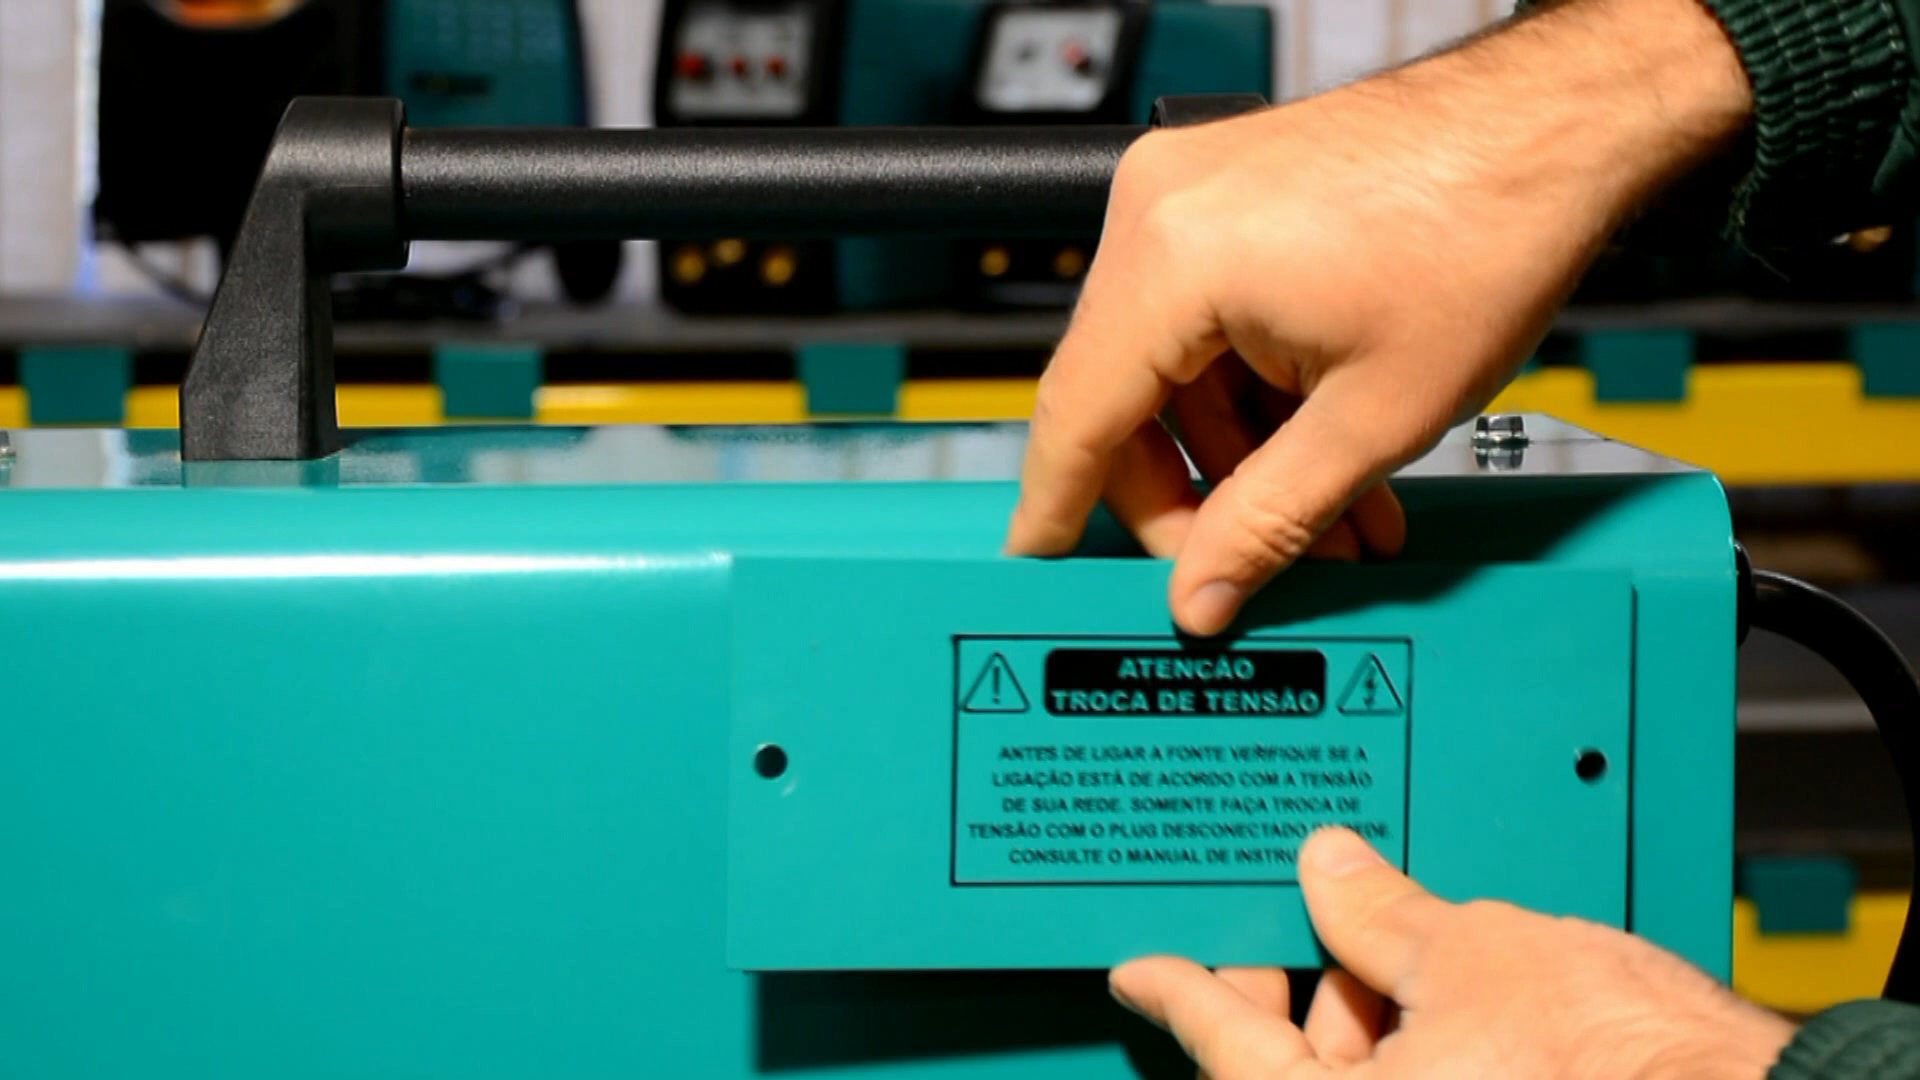 ATENÇÃO
TROCA DE TENSÃO
ANTES DE LIGAR A FONTE VERIFIQUE SE A
LIGAÇÃO ESTÁ DE ACORDO COM A TENSÃO
DE SUA REDE. SOMENTE FAÇA TROCA DE
TENSÃO COM O PLUG DESCONECTADO
CONSULTE O MANUAL DE